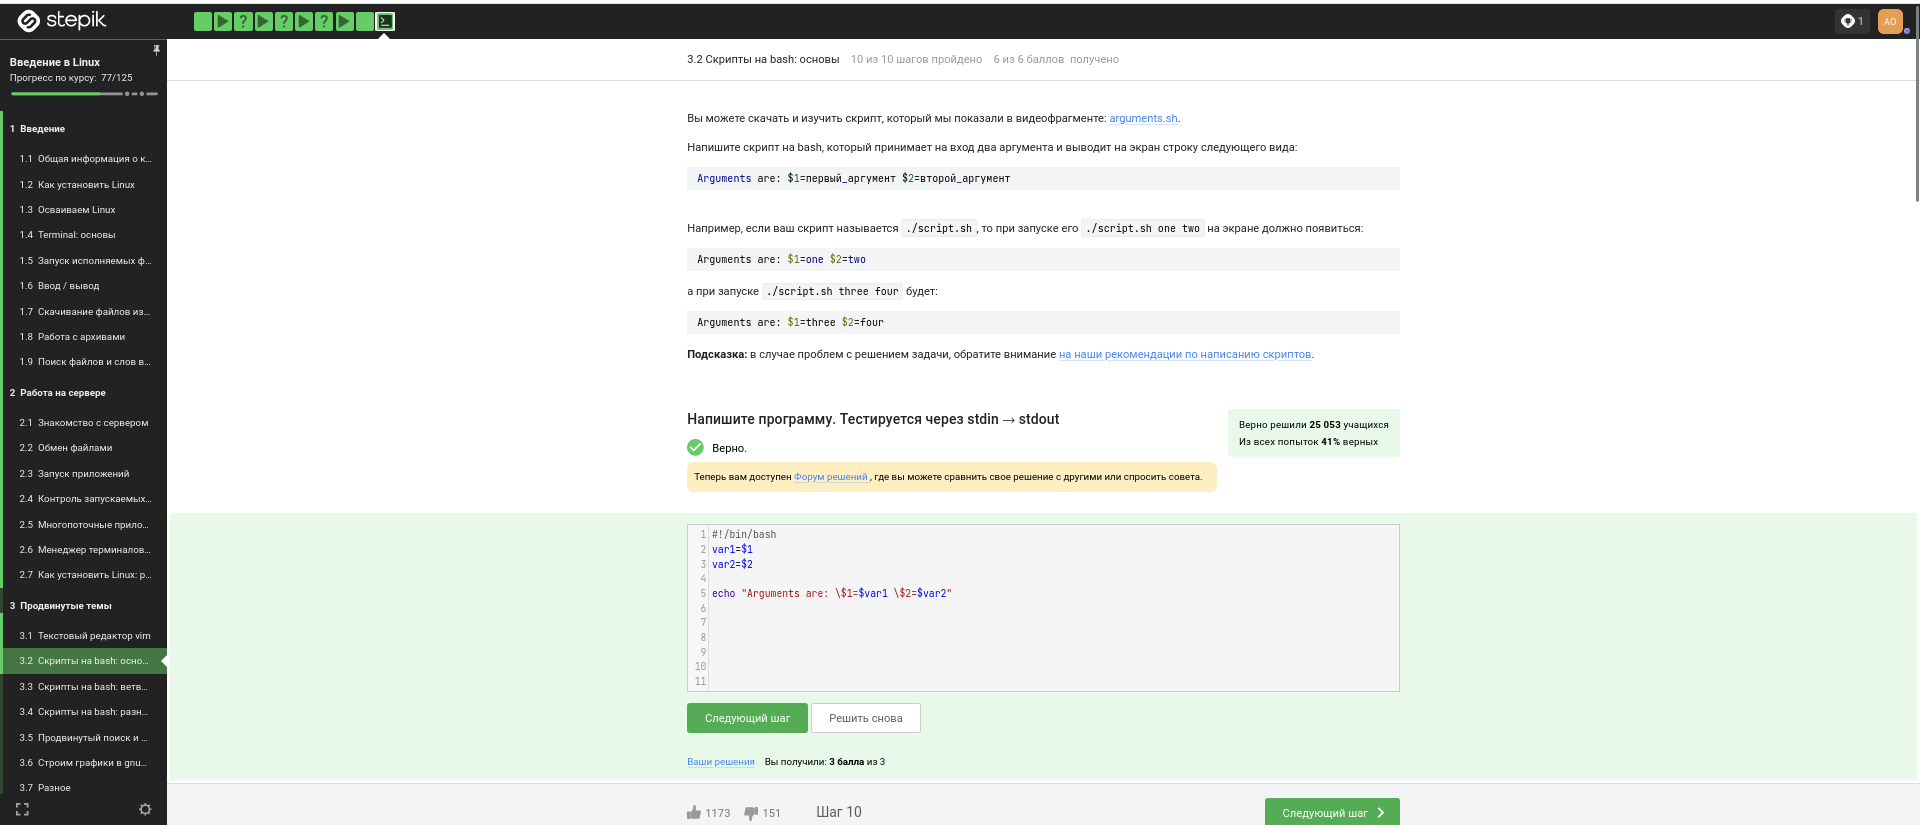 stepik
? ? ?
1
AO
Введение в Linux
Прогресс по курсу: 77/125
1 Введение
1.1 Общая информация о к...
1.2 Как установить Linux
1.3 Осваиваем Linux
1.4 Terminal: основы
1.5 Запуск исполняемых ф...
1.6 Ввод / вывод
1.7 Скачивание файлов из...
1.8 Работа с архивами
1.9 Поиск файлов и слов в...
2 Работа на сервере
2.1 Знакомство с сервером
2.2 Обмен файлами
2.3 Запуск приложений
2.4 Контроль запускаемых...
2.5 Многопоточные прило...
2.6 Менеджер терминалов...
2.7 Как установить Linux: р...
3 Продвинутые темы
3.1 Текстовый редактор vim
3.2 Скрипты на bash: осно...
3.3 Скрипты на bash: ветв...
3.4 Скрипты на bash: разн...
3.5 Продвинутый поиск и ...
3.6 Строим графики в gnu...
3.7 Разное
3.2 Скрипты на bash: основы 10 из 10 шагов пройдено 6 из 6 баллов получено
Вы можете скачать и изучить скрипт, который мы показали в видеофрагменте: arguments.sh.
Напишите скрипт на bash, который принимает на вход два аргумента и выводит на экран строку следующего вида:
Arguments are: $1=первый_аргумент $2=второй_аргумент
Например, если ваш скрипт называется ./script.sh , то при запуске его ./script.sh one two на экране должно появиться:
Arguments are: $1=one $2=two
а при запуске ./script.sh three four будет:
Arguments are: $1=three $2=four
Подсказка: в случае проблем с решением задачи, обратите внимание на наши рекомендации по написанию скриптов.
Напишите программу. Тестируется через stdin → stdout
Верно.
Теперь вам доступен Форум решений , где вы можете сравнить свое решение с другими или спросить совета.
Верно решили 25 053 учащихся
Из всех попыток 41% верных
1 #!/bin/bash
2 var1=$1
3 var2=$2
4
5 echo "Arguments are: \$1=$var1 \$2=$var2"
6
7
8
9
10
11
Следующий шаг Решить снова
Ваши решения Вы получили: 3 балла из 3
1173 151 Шаг 10 Следующий шаг